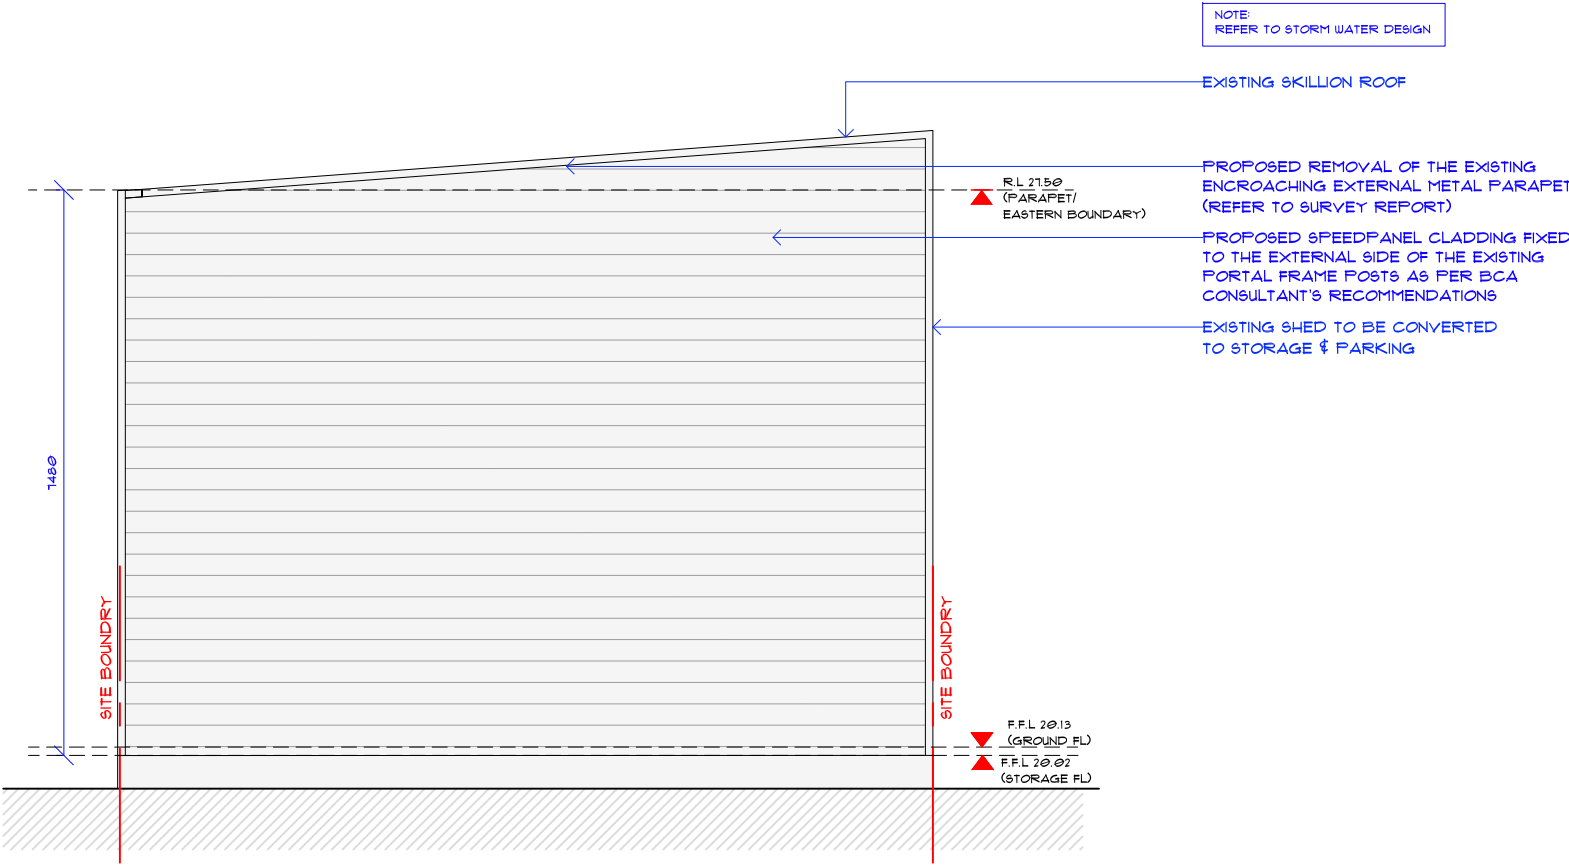 NOTE:
REFER TO STORM WATER DESIGN
EXISTING SKILLION ROOF
PROPOSED REMOVAL OF THE EXISTING
ENCROACHING EXTERNAL METAL PARAPET
(REFER TO SURVEY REPORT)
PROPOSED SPEEDPANEL CLADDING FIXED
TO THE EXTERNAL SIDE OF THE EXISTING
PORTAL FRAME POSTS AS PER BCA
CONSULTANT'S RECOMMENDATIONS
EXISTING SHED TO BE CONVERTED
TO STORAGE & PARKING
R.L 27.50
(PARAPET/
EASTERN BOUNDARY)
7480
SITE BOUNDRY
SITE BOUNDRY
F.F.L 20.13
(GROUND FL)
F.F.L 20.02
(STORAGE FL)